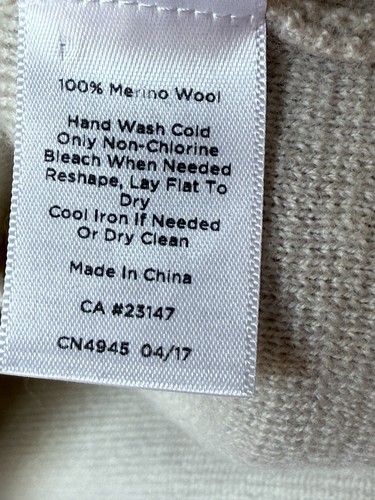 100% Merino Wool
Hand Wash Cold
Only Non-Chlorine
Bleach When Needed
Reshape, Lay Flat To
Dry
Cool Iron If Needed
Or Dry Clean
Made In China
CA #23147
CN4945 04/17